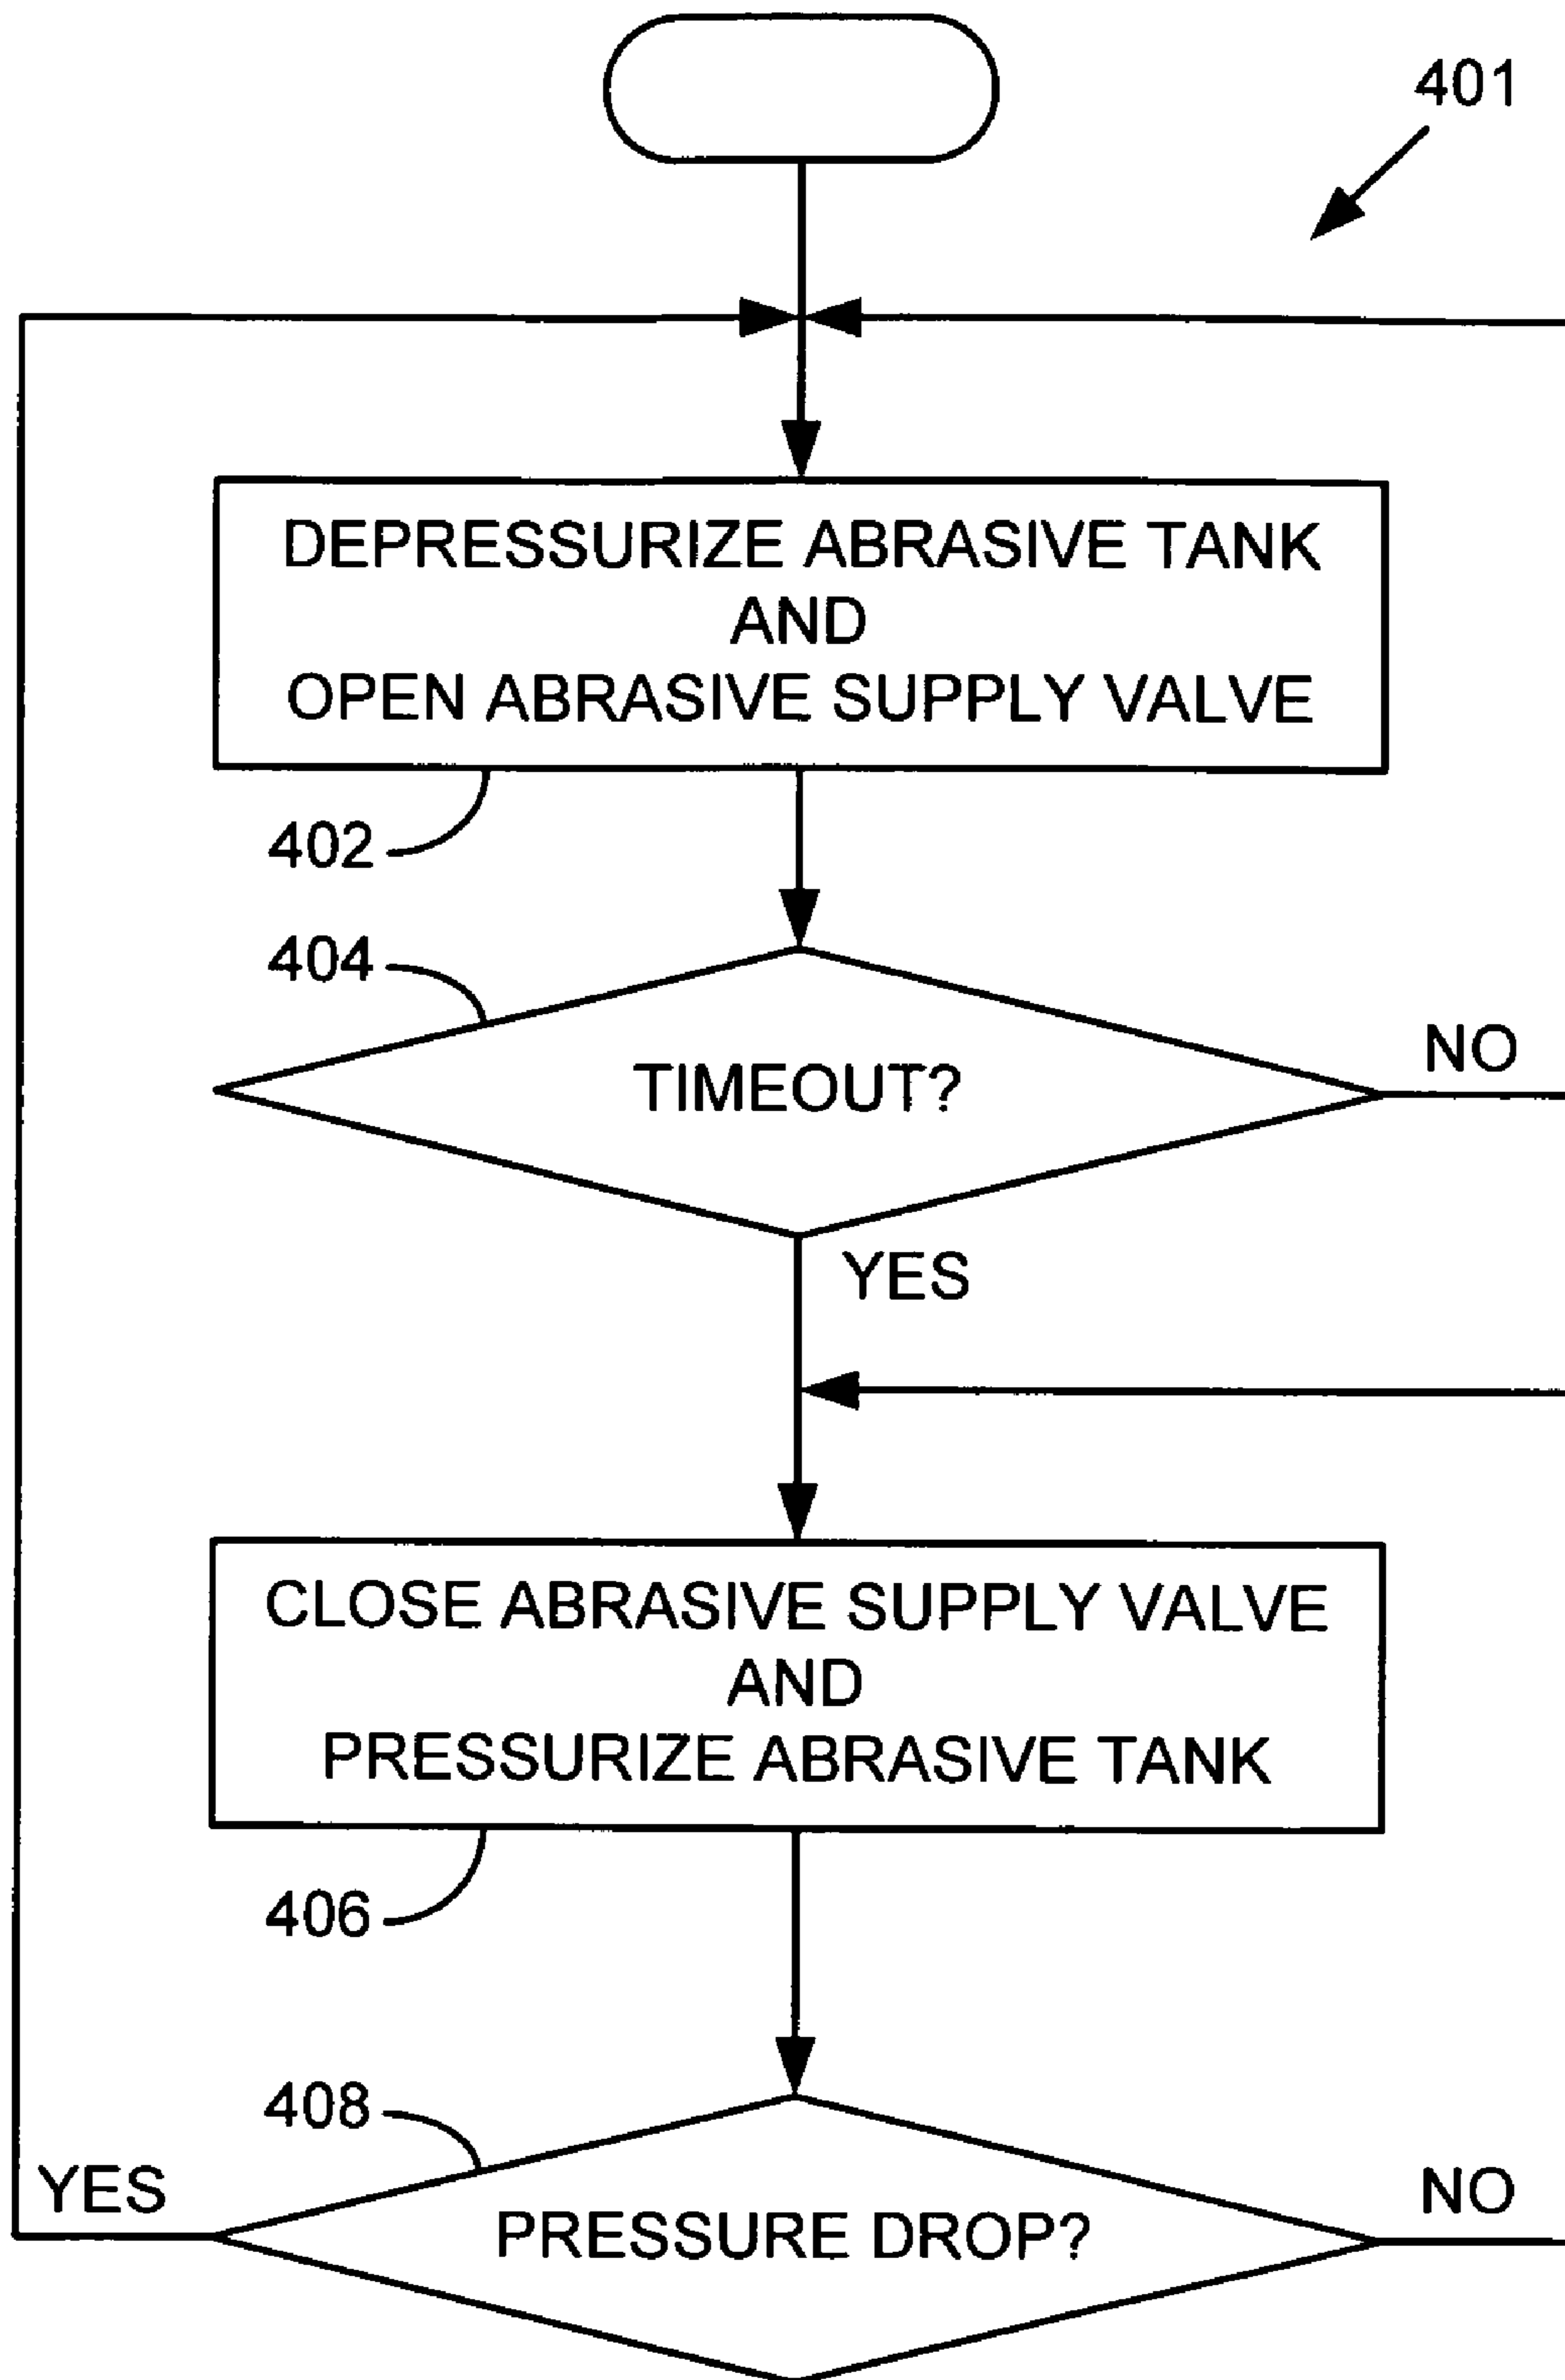 401
DEPRESSURIZE ABRASIVE TANK
AND
OPEN ABRASIVE SUPPLY VALVE
402
404
TIMEOUT?
NO
YES
CLOSE ABRASIVE SUPPLY VALVE
AND
PRESSURIZE ABRASIVE TANK
406
408
YES
PRESSURE DROP?
NO